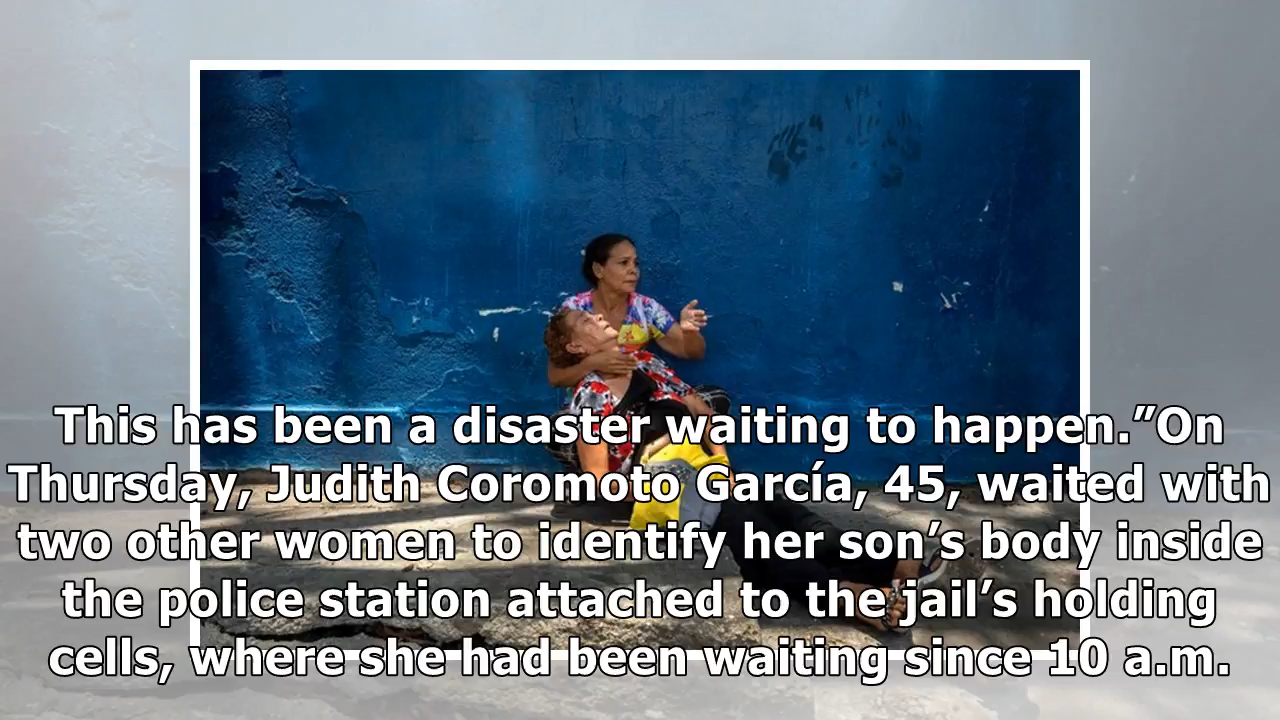 This has been a disaster waiting to happen.”On
Thursday, Judith Coromoto García, 45, waited with
two other women to identify her son’s body inside
the police station attached to the jail’s holding
cells, where she had been waiting since 10 a.m.